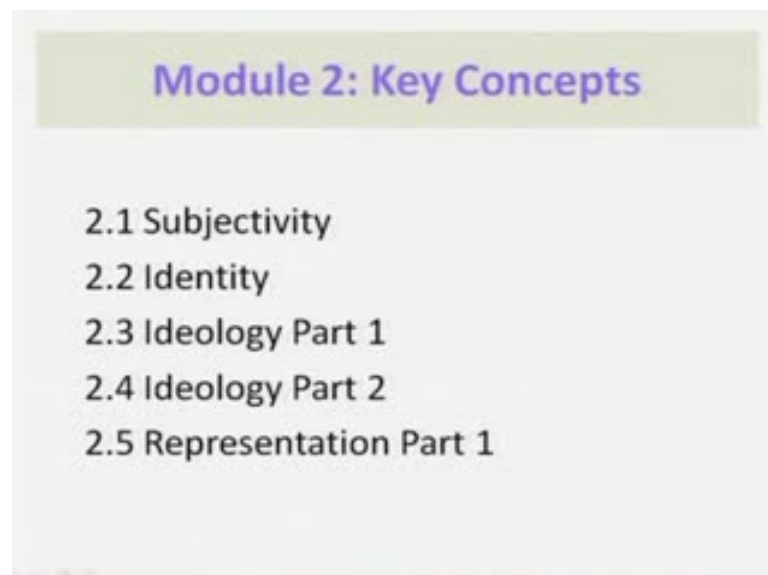 Module 2: Key Concepts
2.1 Subjectivity
2.2 Identity
2.3 Ideology Part 1
2.4 Ideology Part 2
2.5 Representation Part 1